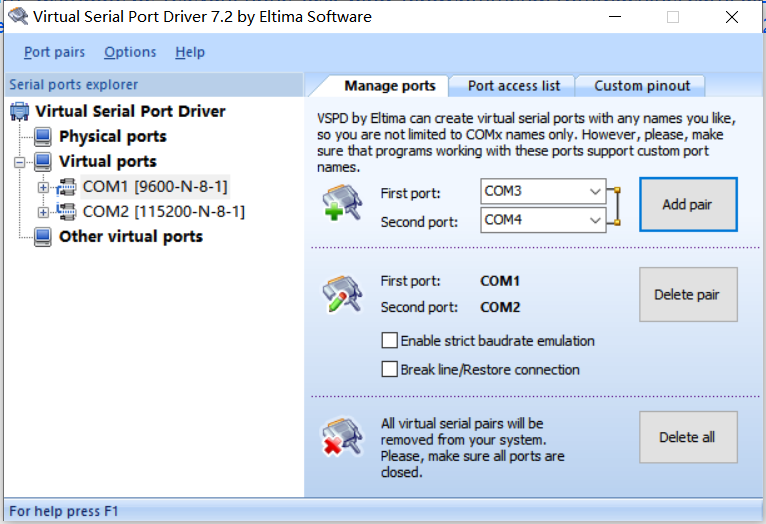 Virtual Serial Port Driver 7.2 by Eltima Software
Port pairs Options Help
Serial ports explorer
Virtual Serial Port Driver
Physical ports
Virtual ports
COM1 [9600-N-8-1]
COM2 [115200-N-8-1]
Other virtual ports
Manage ports Port access list Custom pinout
VSPD by Eltima can create virtual serial ports with any names you like,
so you are not limited to COMx names only. However, please, make
sure that programs working with these ports support custom port
names.
First port: COM3
Second port: COM4
Add pair
First port: COM1
Second port: COM2
Delete pair
Enable strict baudrate emulation
Break line/Restore connection
All virtual serial pairs will be
removed from your system.
Please, make sure all ports are
closed.
Delete all
For help press F1